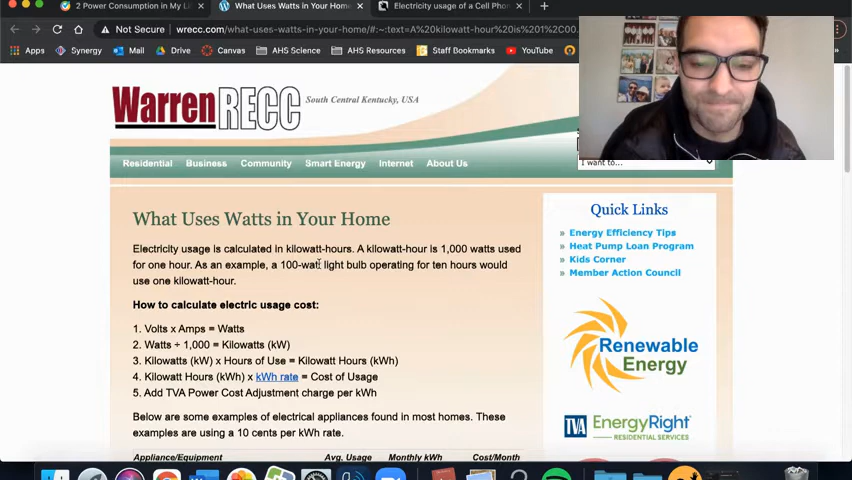 2 Power Consumption in My Li
What Uses Watts in Your Home
Electricity usage of a Cell Pho
Not Secure
wrecc.com/what-uses-watts-in-your-home/#:~:text=A%20kilowatt-hour%20is%201%2C00.
Apps
Synergy
Mail
Drive
AHS Science
AHS Resources
Staff Bookmarks
YouTube
WarrenRECC South Central Kentucky, USA
I want to...
Residential Business Community Smart Energy Internet About Us
What Uses Watts in Your Home
Electricity usage is calculated in kilowatt-hours. A kilowatt-hour is 1,000 watts used
for one hour. As an example, a 100-watt light bulb operating for ten hours would
use one kilowatt-hour.
How to calculate electric usage cost:
1. Volts x Amps = Watts
2. Watts ÷ 1,000 = Kilowatts (kW)
3. Kilowatts (kW) x Hours of Use = Kilowatt Hours (kWh)
4. Kilowatt Hours (kWh) x kWh rate = Cost of Usage
5. Add TVA Power Cost Adjustment charge per kWh
Below are some examples of electrical appliances found in most homes. These
examples are using a 10 cents per kWh rate.
Appliance/Equipment Avg. Usage Monthly kWh Cost/Month
Quick Links
» Energy Efficiency Tips
» Heat Pump Loan Program
» Kids Corner
» Member Action Council
Renewable
Energy
TVA EnergyRight
RESIDENTIAL SERVICES